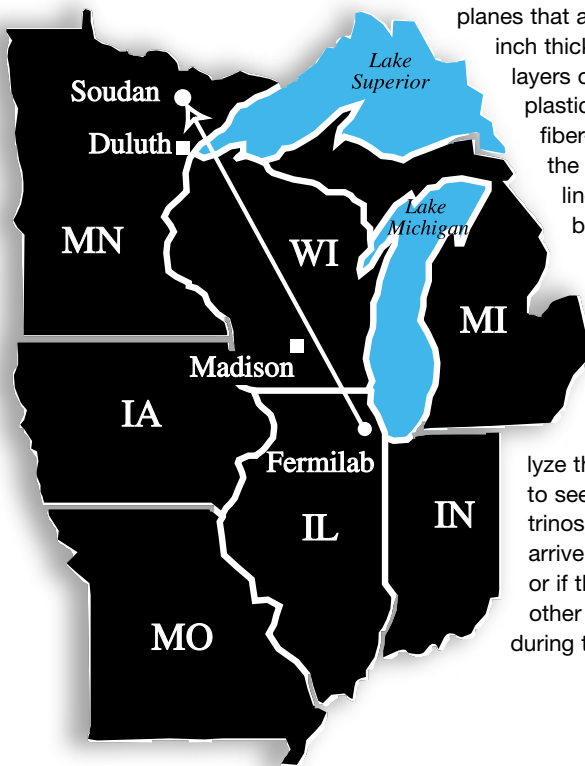 planes that a
inch thick
layers o
plastic
fiber
the
lin
b
Lake
Superior
Soudan
Duluth
Lake
Michigan
MN
WI
MI
Madison
IA
Fermilab
lyze th
to see
trinos
arrive
or if th
other
during t
IL
IN
MO